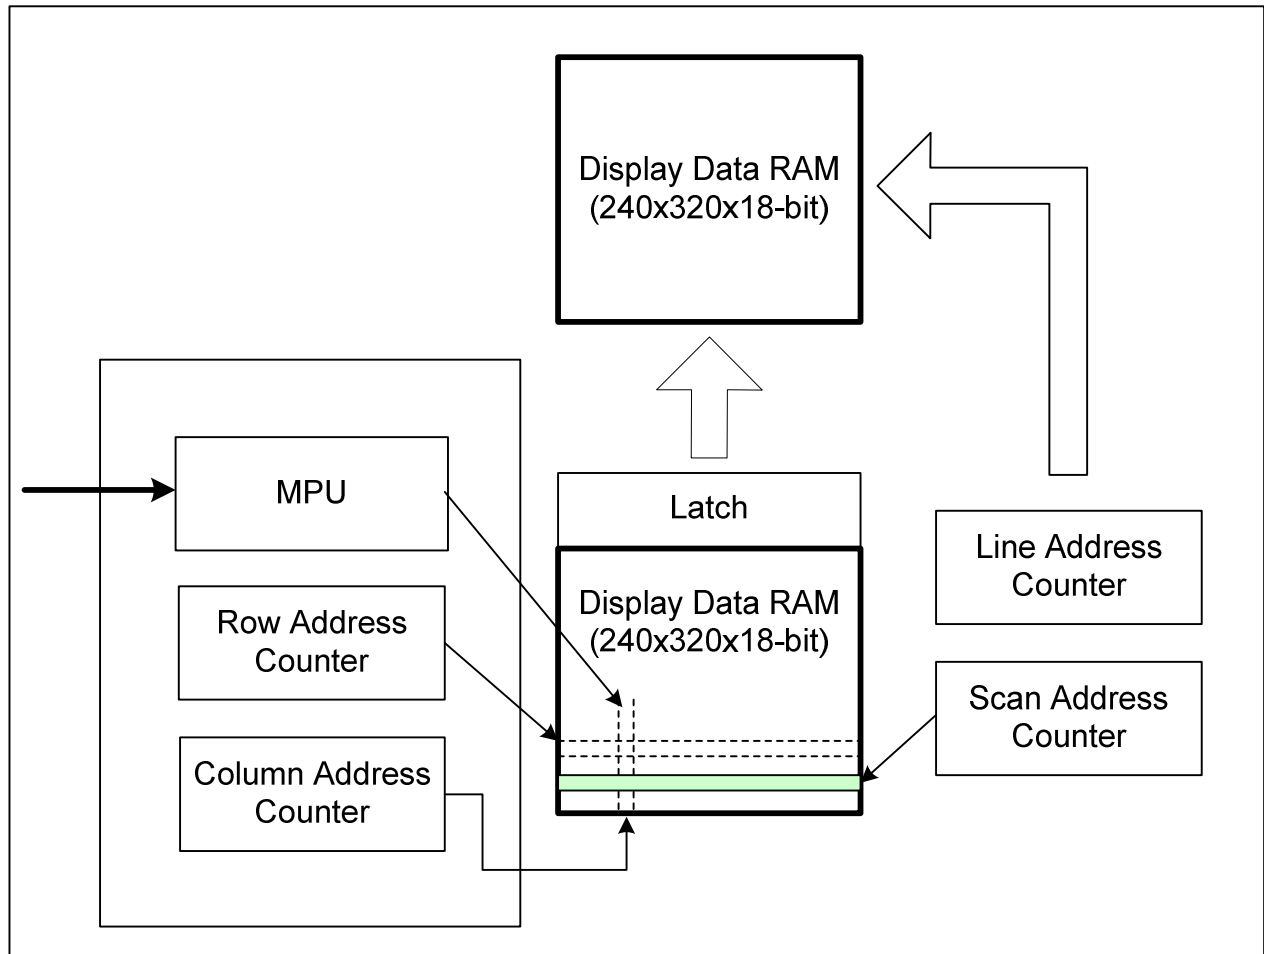 Display Data RAM
(240x320x18-bit)
MPU
Latch
Line Address
Counter
Row Address
Counter
Display Data RAM
(240x320x18-bit)
Scan Address
Counter
Column Address
Counter